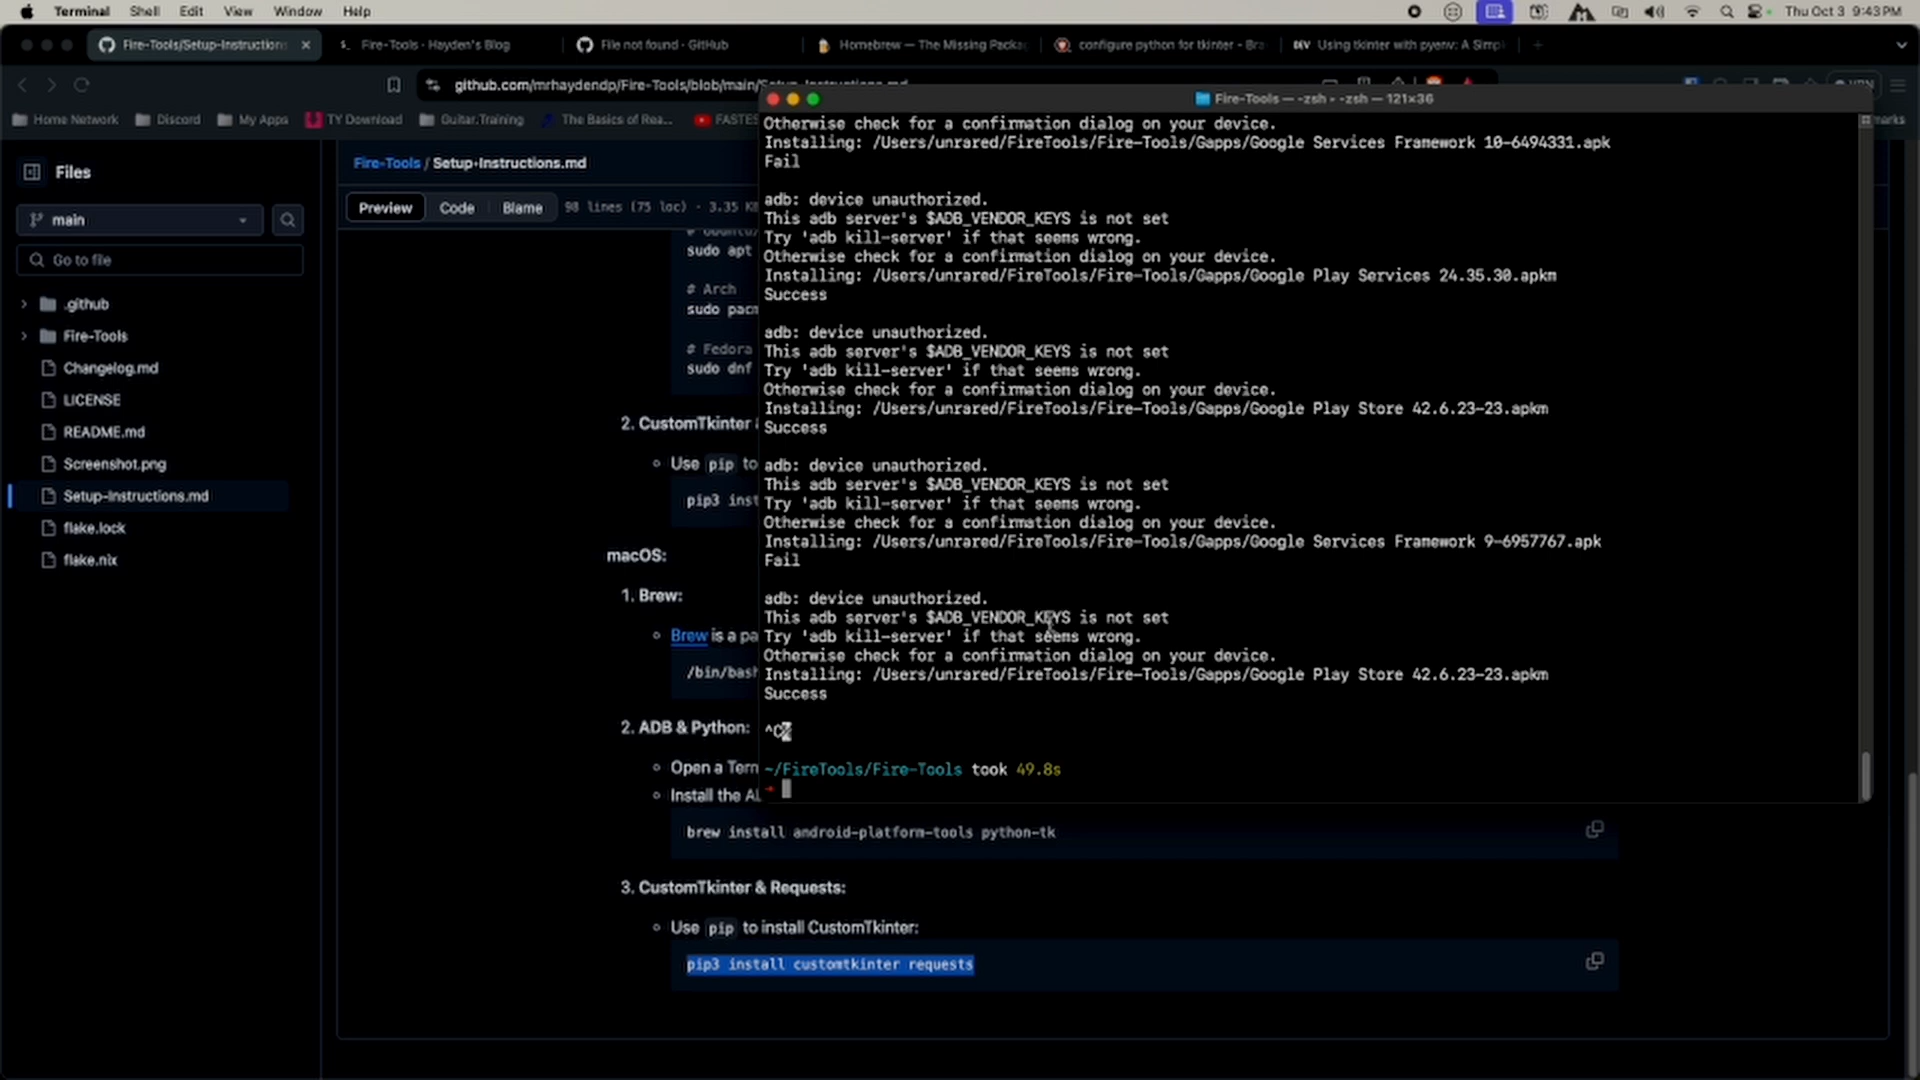 Terminal Shell Edit View Window Help
Thu Oct 3 9:43 PM
Fire-Tools/Setup-Instruction
Fire-Tools - Hayden's Blog
File not found · GitHub
Homebrew — The Missing Packa
configure python for tkinter - Bra
DEV Using tkinter with pyenv: A Simp
github.com/mrhaydendp/Fire-Tools/blob/main/Setup-Instructions.md
Home Network
Discord
My Apps
TY Download
Guitar.Training
The Basics of Rea...
FASTES
Files
main
Go to file
.github
Fire-Tools
Changelog.md
LICENSE
README.md
Screenshot.png
Setup-Instructions.md
flake.lock
flake.nix
Fire-Tools / Setup-Instructions.md
Preview Code Blame 98 lines (75 loc) · 3.35 K
sudo apt
# Arch
sudo pacm
# Fedora
sudo dnf
2. CustomTkinter
Use pip to
pip3 inst
macOS:
1. Brew:
Brew is a pa
/bin/bash
2. ADB & Python:
Open a Term
Install the A
brew install android-platform-tools python-tk
3. CustomTkinter & Requests:
Use pip to install CustomTkinter:
pip3 install customtkinter requests
Fire-Tools — -zsh ▸ -zsh — 121×36
Otherwise check for a confirmation dialog on your device.
Installing: /Users/unrared/FireTools/Fire-Tools/Gapps/Google Services Framework 10-6494331.apk
Fail
adb: device unauthorized.
This adb server's $ADB_VENDOR_KEYS is not set
Try 'adb kill-server' if that seems wrong.
Otherwise check for a confirmation dialog on your device.
Installing: /Users/unrared/FireTools/Fire-Tools/Gapps/Google Play Services 24.35.30.apkm
Success
adb: device unauthorized.
This adb server's $ADB_VENDOR_KEYS is not set
Try 'adb kill-server' if that seems wrong.
Otherwise check for a confirmation dialog on your device.
Installing: /Users/unrared/FireTools/Fire-Tools/Gapps/Google Play Store 42.6.23-23.apkm
Success
adb: device unauthorized.
This adb server's $ADB_VENDOR_KEYS is not set
Try 'adb kill-server' if that seems wrong.
Otherwise check for a confirmation dialog on your device.
Installing: /Users/unrared/FireTools/Fire-Tools/Gapps/Google Services Framework 9-6957767.apk
Fail
adb: device unauthorized.
This adb server's $ADB_VENDOR_KEYS is not set
Try 'adb kill-server' if that seems wrong.
Otherwise check for a confirmation dialog on your device.
Installing: /Users/unrared/FireTools/Fire-Tools/Gapps/Google Play Store 42.6.23-23.apkm
Success
^C%
~/FireTools/Fire-Tools took 49.8s
➜